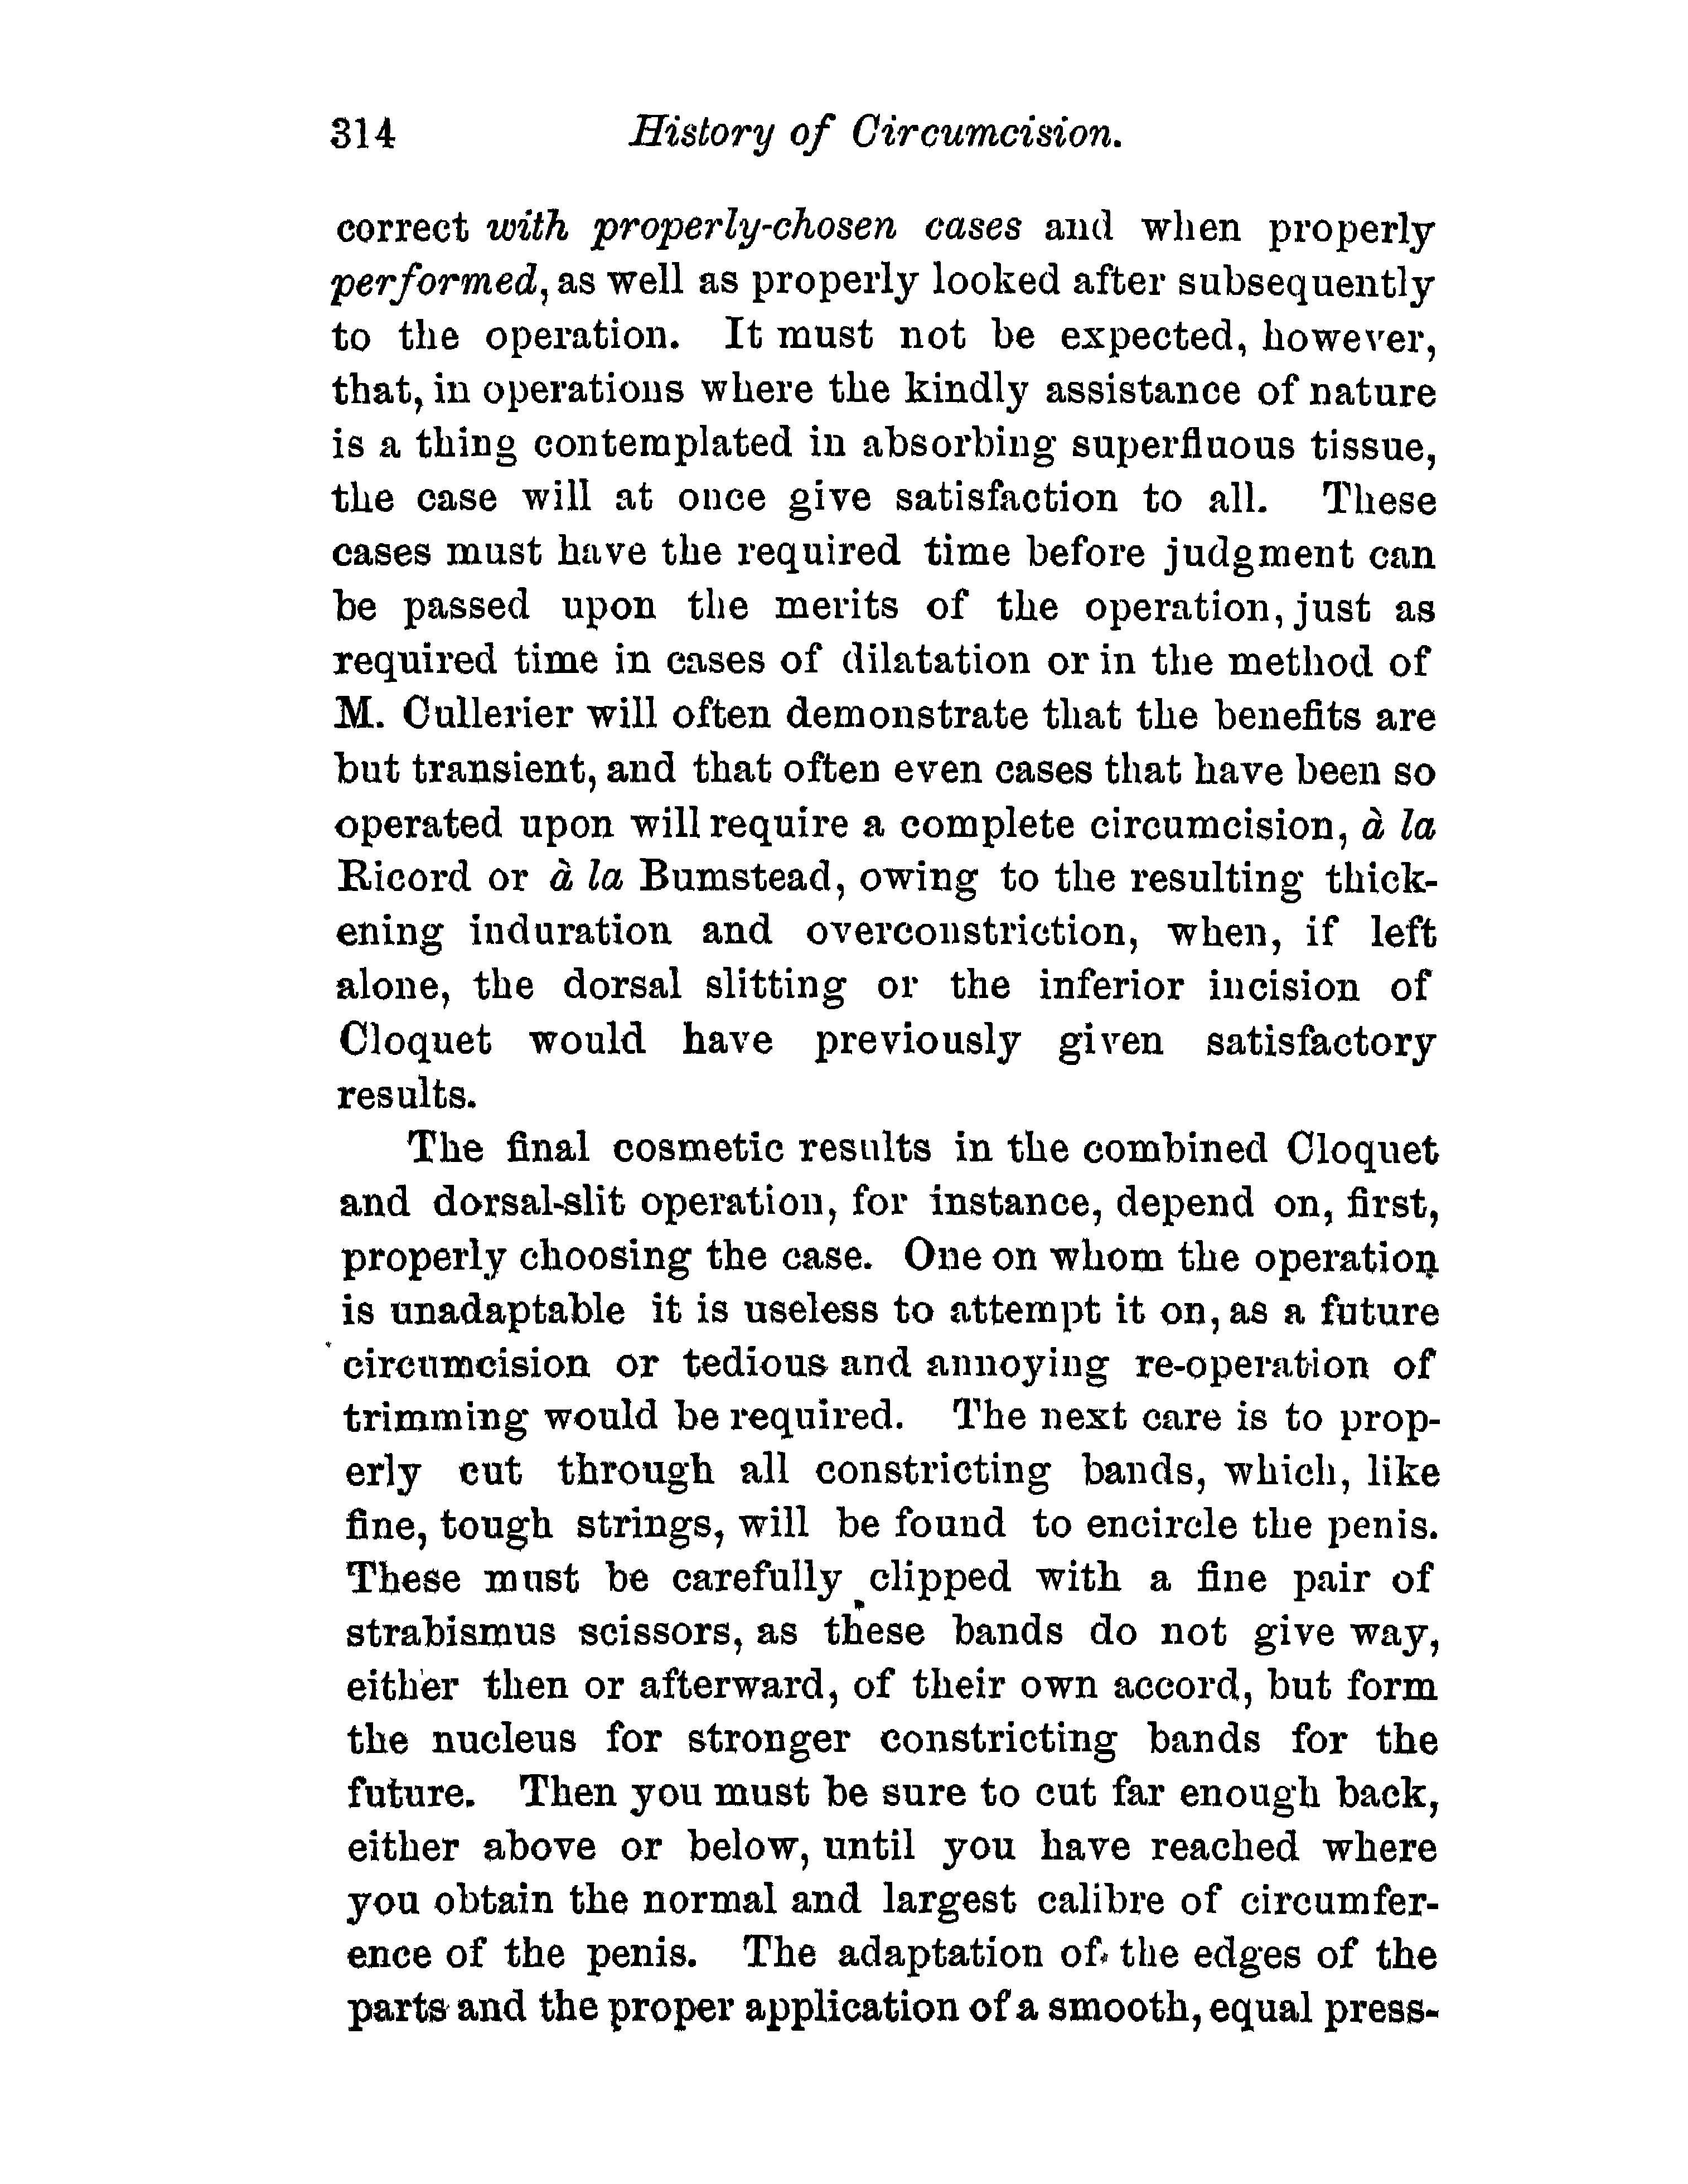 314 History of Circumcision.
correct with properly-chosen cases and when properly
performed, as well as properly looked after subsequently
to the operation. It must not be expected, however,
that, in operations where the kindly assistance of nature
is a thing contemplated in absorbing superfluous tissue,
the case will at once give satisfaction to all. These
cases must have the required time before judgment can
be passed upon the merits of the operation, just as
required time in cases of dilatation or in the method of
M. Cullerier will often demonstrate that the benefits are
but transient, and that often even cases that have been so
operated upon will require a complete circumcision, à la
Ricord or à la Bumstead, owing to the resulting thick-
ening induration and overconstriction, when, if left
alone, the dorsal slitting or the inferior incision of
Cloquet would have previously given satisfactory
results.
The final cosmetic results in the combined Cloquet
and dorsal-slit operation, for instance, depend on, first,
properly choosing the case. One on whom the operation
is unadaptable it is useless to attempt it on, as a future
circumcision or tedious and annoying re-operation of
trimming would be required. The next care is to prop-
erly cut through all constricting bands, which, like
fine, tough strings, will be found to encircle the penis.
These must be carefully clipped with a fine pair of
strabismus scissors, as these bands do not give way,
either then or afterward, of their own accord, but form
the nucleus for stronger constricting bands for the
future. Then you must be sure to cut far enough back,
either above or below, until you have reached where
you obtain the normal and largest calibre of circumfer-
ence of the penis. The adaptation of the edges of the
parts and the proper application of a smooth, equal press-